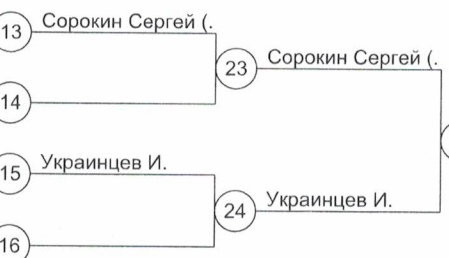 13 Сорокин Сергей (.
23 Сорокин Сергей (.
14
15 Украинцев И.
24 Украинцев И.
16